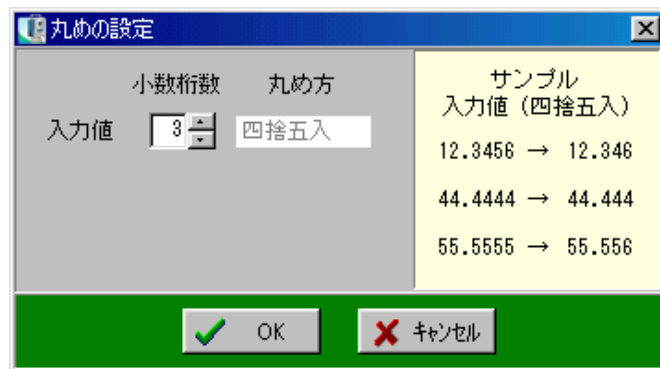 丸めの設定
小数桁数 丸め方
入力値 3 四捨五入
サンプル
入力値（四捨五入）
12.3456 → 12.346
44.4444 → 44.444
55.5555 → 55.556
OK ｷｬﾝｾﾙ